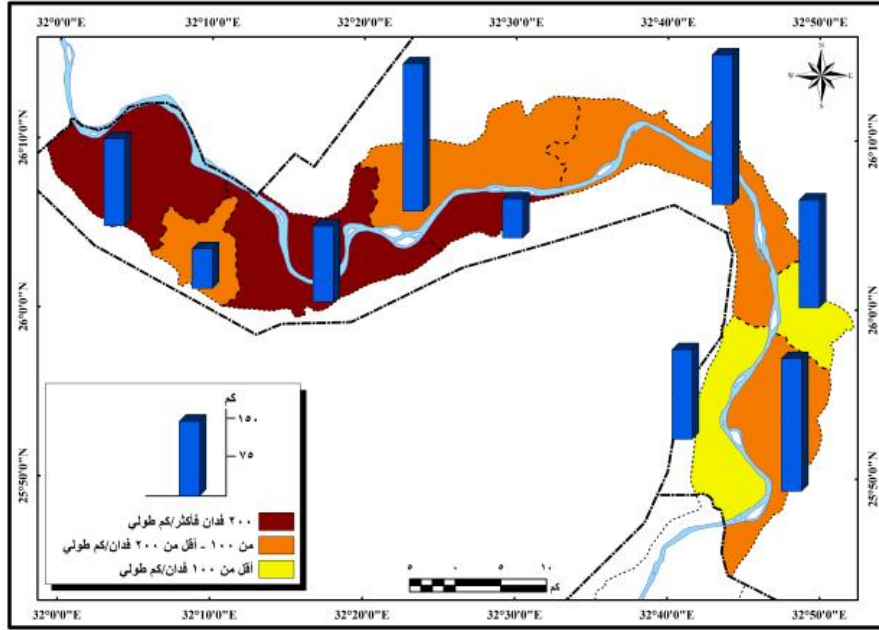 32°0'0"E 32°10'0"E 32°20'0"E 32°30'0"E 32°40'0"E 32°50'0"E
N
W E
S
26°10'0"N 26°10'0"N
26°0'0"N 26°0'0"N
25°50'0"N 25°50'0"N
كم
١٥٠
٧٥
٢٠٠ فدان فأكثر/كم طولي
من ١٠٠ - أقل من ٢٠٠ فدان/كم طولي
أقل من ١٠٠ فدان/كم طولي
٥ ٠ ٥ ١٠
كم
32°0'0"E 32°10'0"E 32°20'0"E 32°30'0"E 32°40'0"E 32°50'0"E